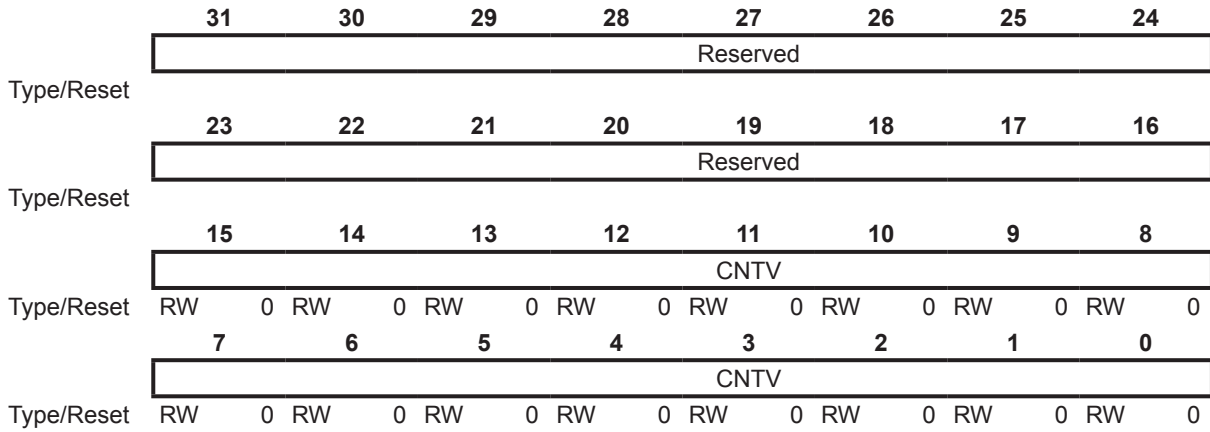 31 30 29 28 27 26 25 24
Reserved
Type/Reset
23 22 21 20 19 18 17 16
Reserved
Type/Reset
15 14 13 12 11 10 9 8
CNTV
Type/Reset RW 0 RW 0 RW 0 RW 0 RW 0 RW 0 RW 0 RW 0
7 6 5 4 3 2 1 0
CNTV
Type/Reset RW 0 RW 0 RW 0 RW 0 RW 0 RW 0 RW 0 RW 0